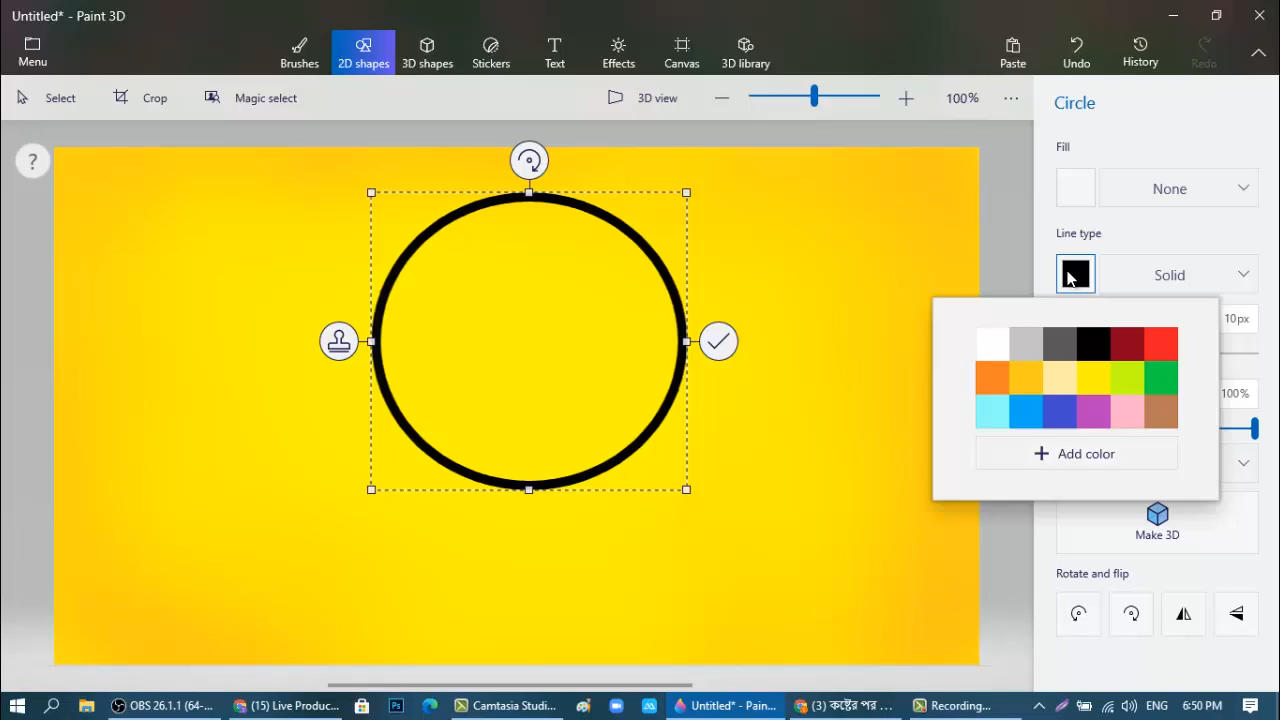 Untitled* - Paint 3D
Menu
Brushes
2D shapes
3D shapes
Stickers
Text
Effects
Canvas
3D library
Paste
Undo
History
Redo
Select
Crop
Magic select
3D view
100%
Circle
?
Fill
None
Line type
Solid
10px
100%
Add color
Make 3D
Rotate and flip
OBS 26.1.1 (64-...
(15) Live Produc...
Ps
Camtasia Studi...
Untitled* - Pain...
(3) কষ্টের পর ...
Recording...
ENG
6:50 PM